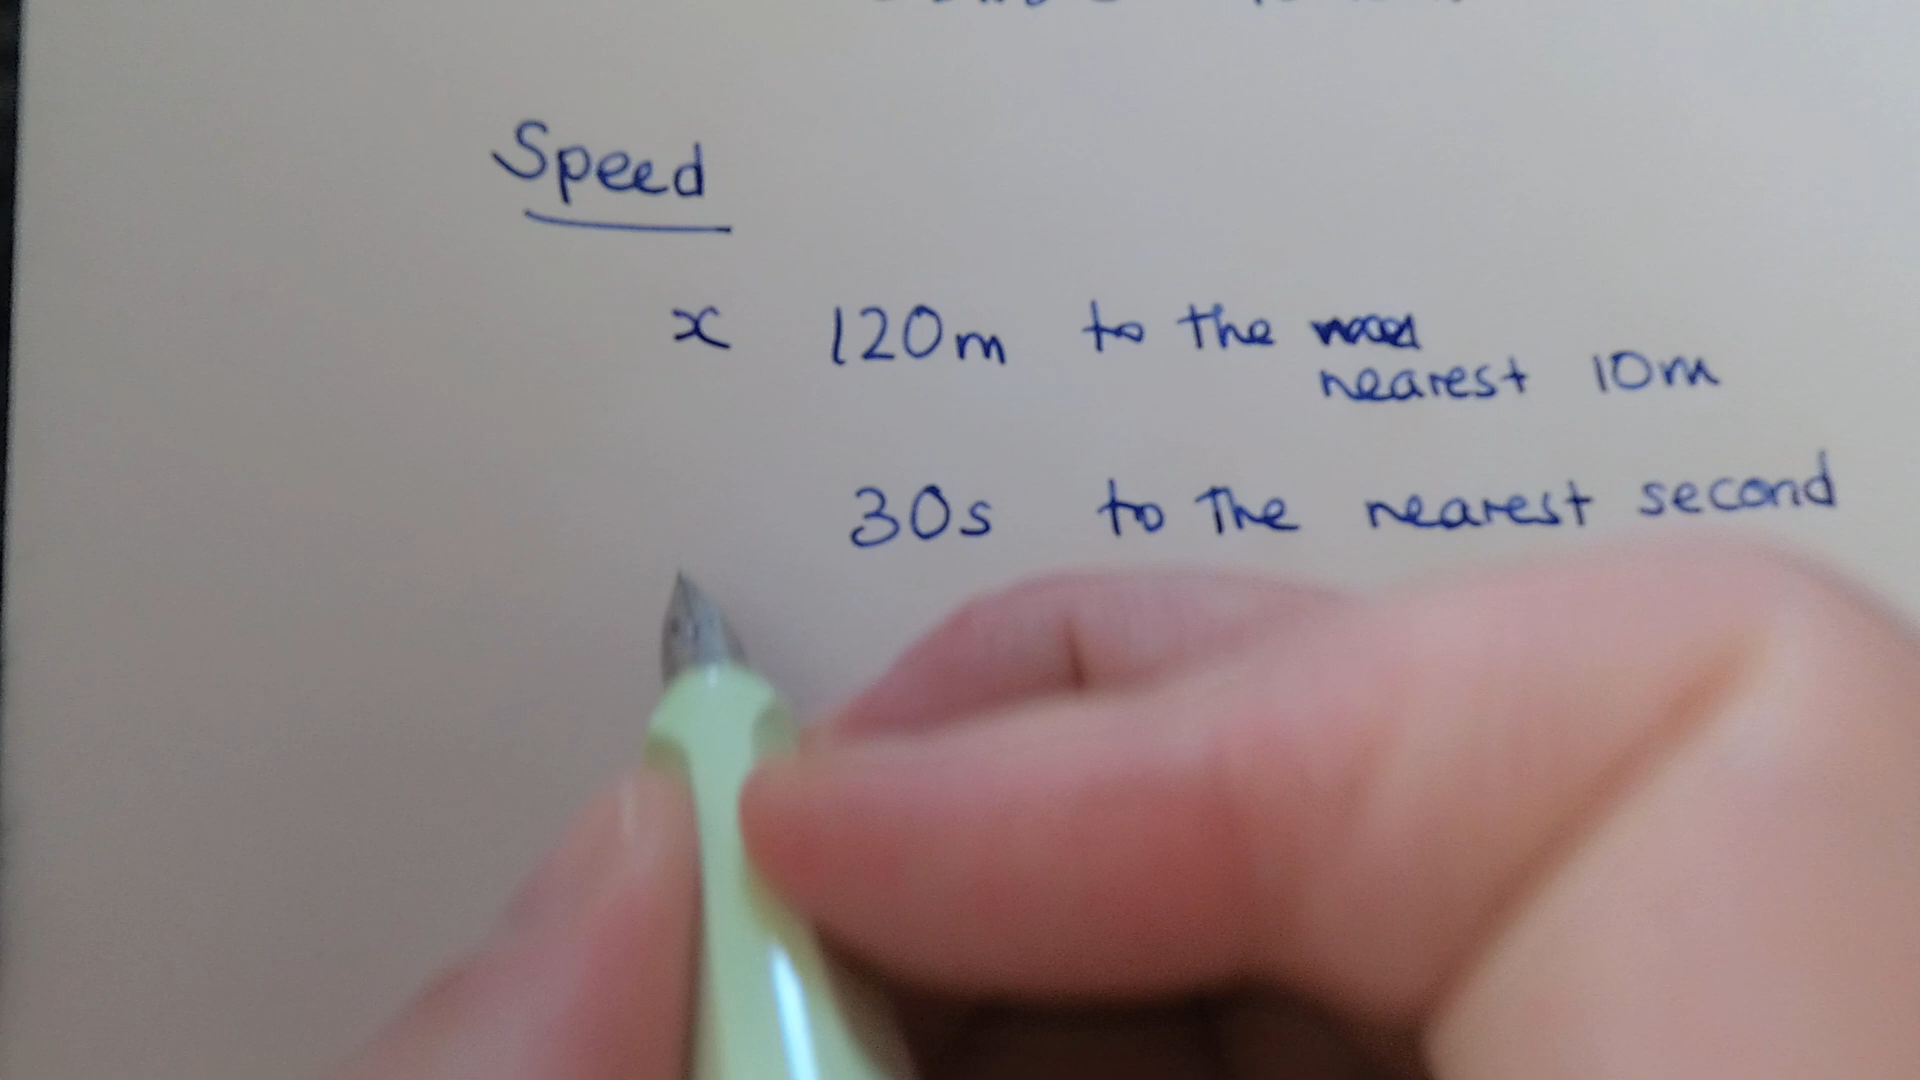 Speed
x 120m to the
nearest 10m
30s to the nearest second